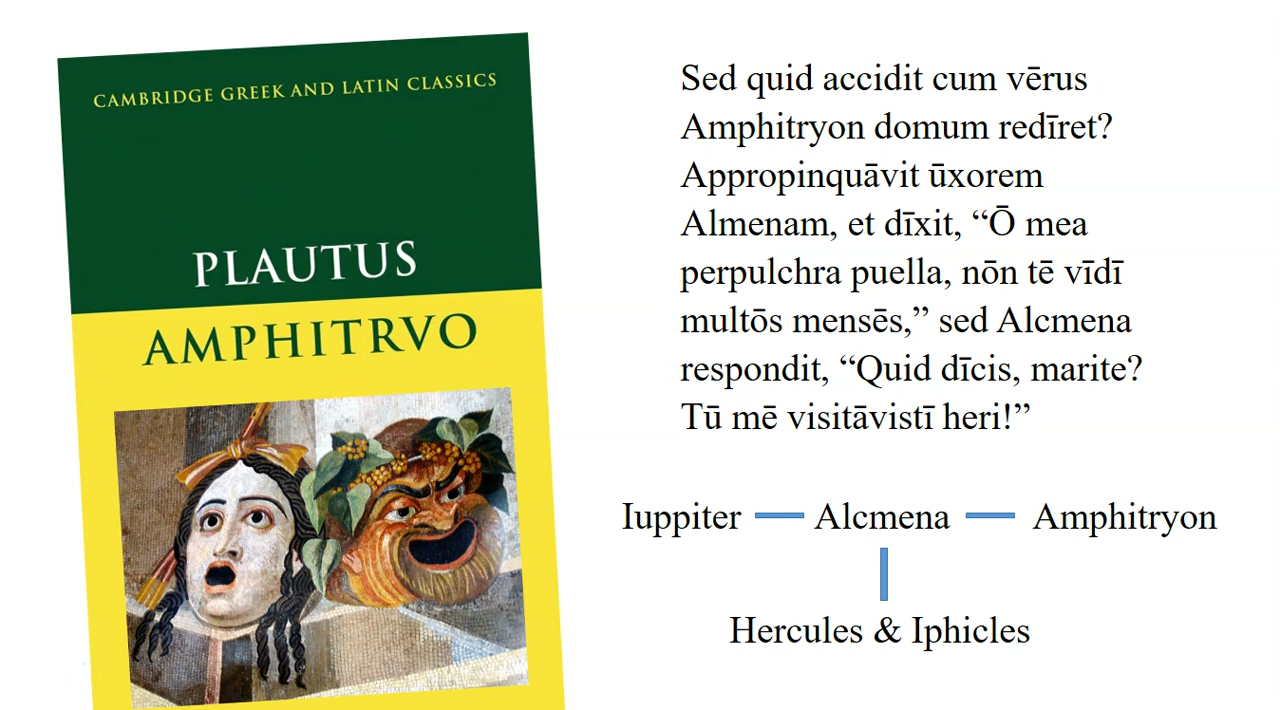 CAMBRIDGE GREEK AND LATIN CLASSICS
PLAUTUS
AMPHITRVO
Sed quid accidit cum vērus
Amphitryon domum redīret?
Appropinquāvit ūxorem
Almenam, et dīxit, “Ō mea
perpulchra puella, nōn tē vīdī
multōs mensēs,” sed Alcmena
respondit, “Quid dīcis, marite?
Tū mē visitāvistī heri!”
Iuppiter Alcmena Amphitryon
Hercules & Iphicles